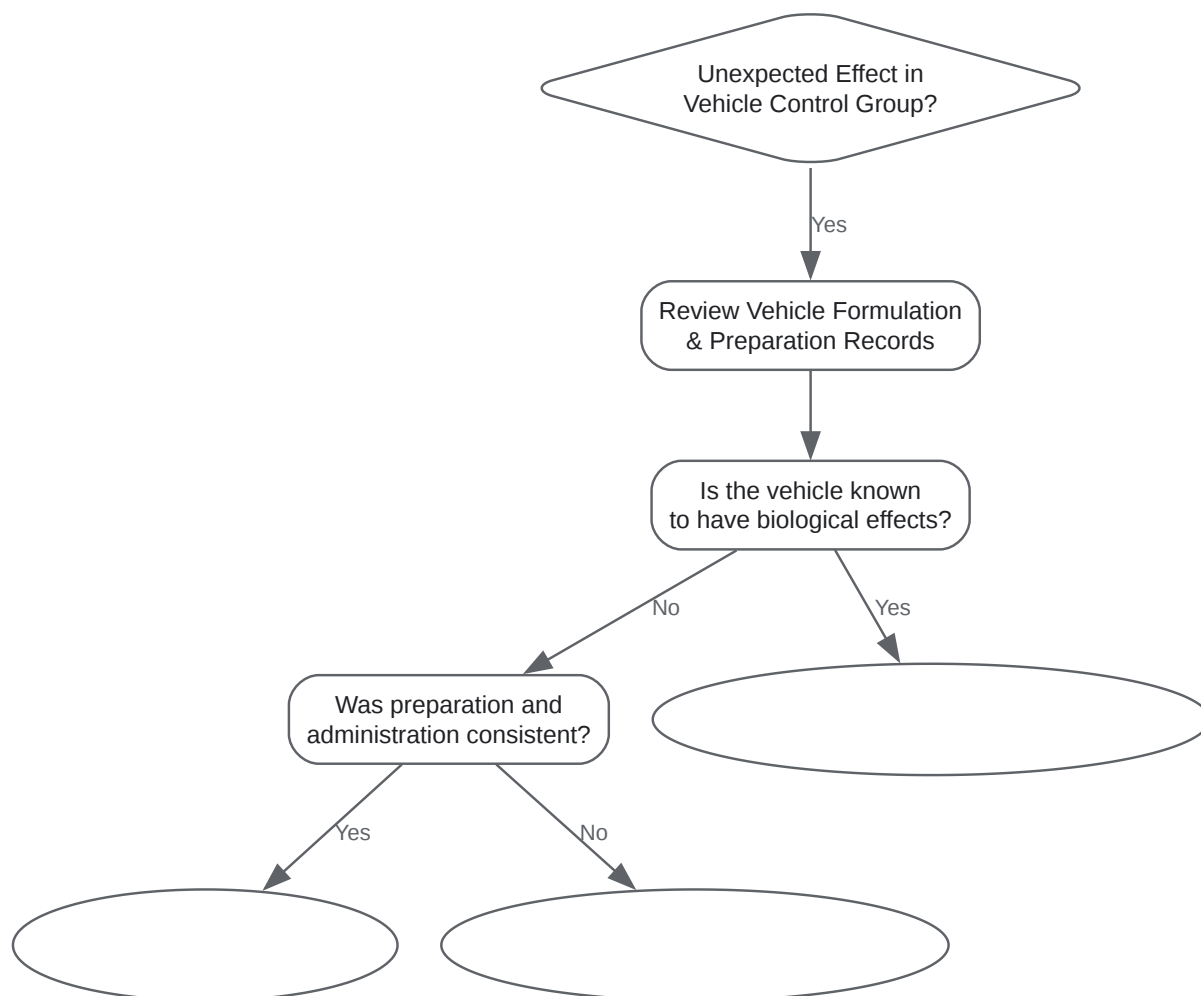 Unexpected Effect in
Vehicle Control Group?
Yes
Review Vehicle Formulation
& Preparation Records
Is the vehicle known
to have biological effects?
No
Yes
Was preparation and
administration consistent?
Yes
No